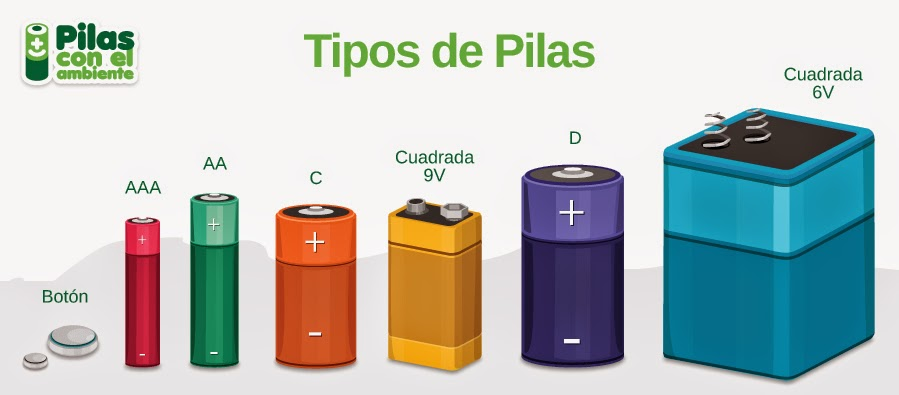 Pilas
con el
ambiente
Tipos de Pilas
Cuadrada
6V
D
Cuadrada
9V
C
AA
AAA
Botón
+
+
+
+
+
-
-
-
-